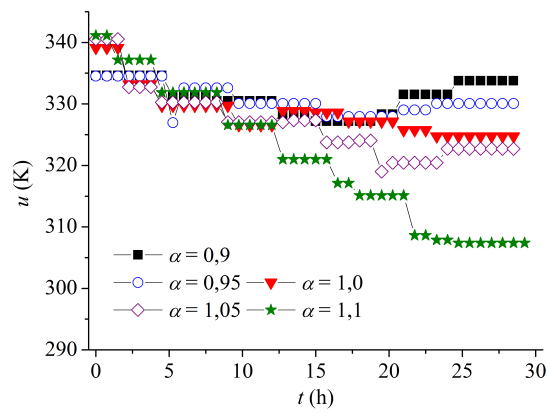 340
330
320
310
300
290
u (K)
α = 0,9
α = 0,95
α = 1,0
α = 1,05
α = 1,1
0 5 10 15 20 25 30
t (h)